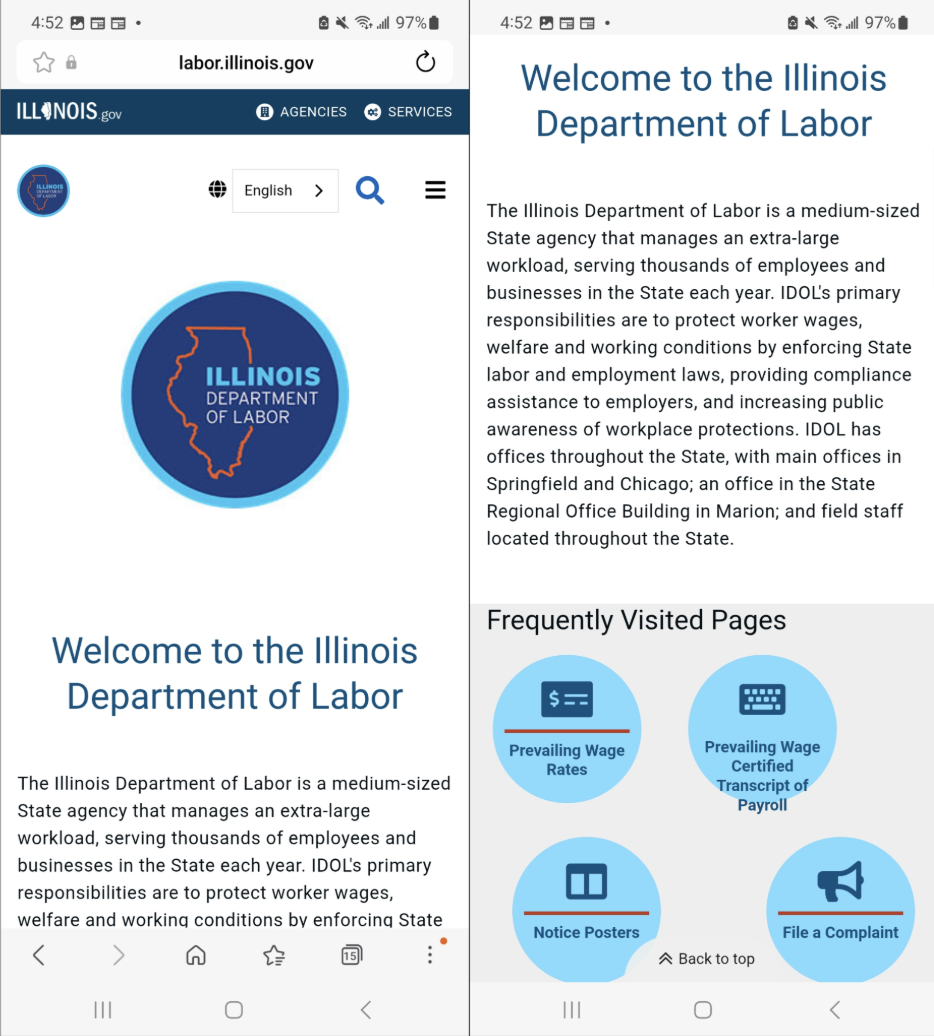 4:52
97%
labor.illinois.gov
ILLINOIS.gov
AGENCIES
SERVICES
ILLINOIS
DEPARTMENT
OF LABOR
English
ILLINOIS
DEPARTMENT
OF LABOR
Welcome to the Illinois
Department of Labor
The Illinois Department of Labor is a medium-sized
State agency that manages an extra-large
workload, serving thousands of employees and
businesses in the State each year. IDOL's primary
responsibilities are to protect worker wages,
welfare and working conditions by enforcing State
15
4:52
97%
Welcome to the Illinois
Department of Labor
The Illinois Department of Labor is a medium-sized
State agency that manages an extra-large
workload, serving thousands of employees and
businesses in the State each year. IDOL's primary
responsibilities are to protect worker wages,
welfare and working conditions by enforcing State
labor and employment laws, providing compliance
assistance to employers, and increasing public
awareness of workplace protections. IDOL has
offices throughout the State, with main offices in
Springfield and Chicago; an office in the State
Regional Office Building in Marion; and field staff
located throughout the State.
Frequently Visited Pages
$
Prevailing Wage
Rates
Prevailing Wage
Certified
Transcript of
Payroll
Notice Posters
File a Complaint
Back to top